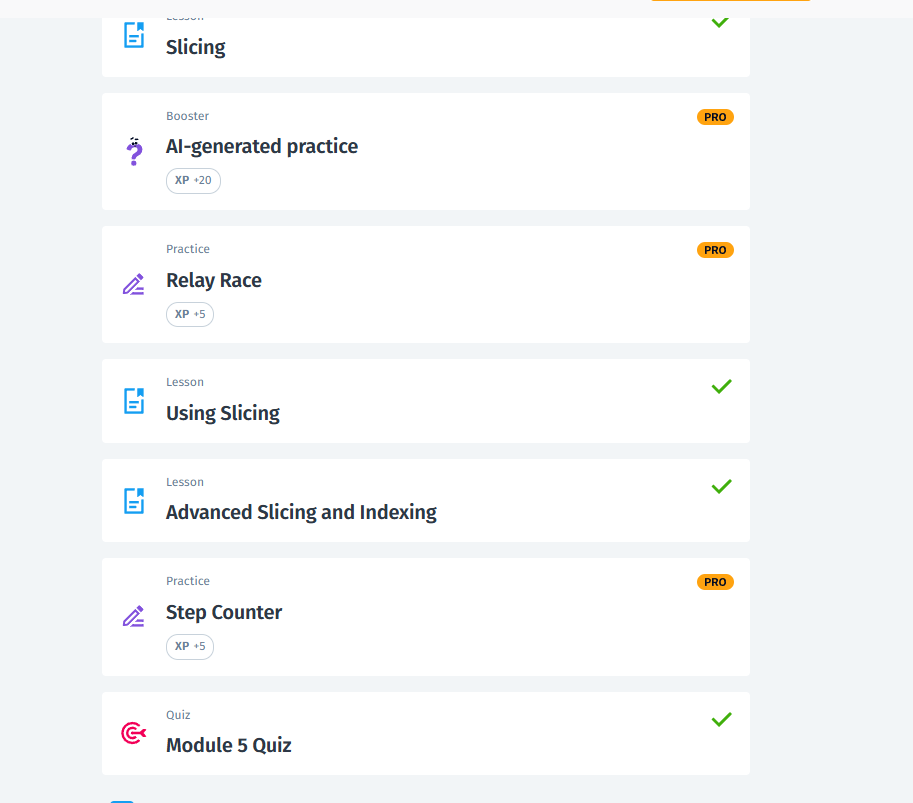 Lesson
Slicing
Booster
PRO
AI-generated practice
XP +20
Practice
PRO
Relay Race
XP +5
Lesson
Using Slicing
Lesson
Advanced Slicing and Indexing
Practice
PRO
Step Counter
XP +5
Quiz
Module 5 Quiz